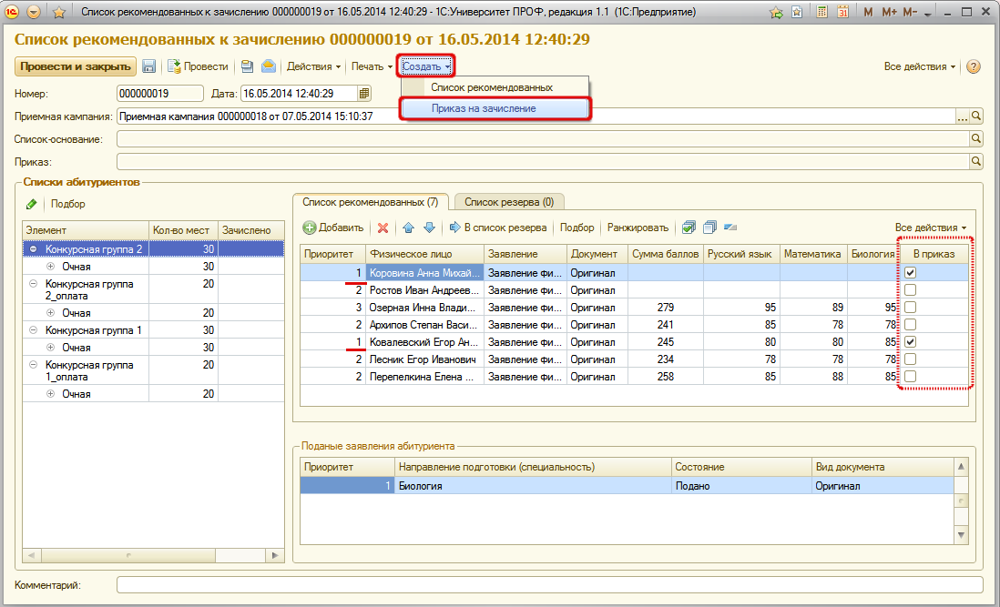 Список рекомендованных к зачислению 000000019 от 16.05.2014 12:40:29 - 1С:Университет ПРОФ, редакция 1.1 (1С:Предприятие) M M+ M-
Список рекомендованных к зачислению 000000019 от 16.05.2014 12:40:29
Провести и закрыть Провести Действия Печать Создать Все действия
Список рекомендованных
Приказ на зачисление
Номер: 000000019 Дата: 16.05.2014 12:40:29
Приемная кампания: Приемная кампания 000000018 от 07.05.2014 15:10:37
Список-основание:
Приказ:
Списки абитуриентов
Подбор
Элемент Кол-во мест Зачислено
Конкурсная группа 2 30
Очная 30
Конкурсная группа 2_оплата 20
Очная 20
Конкурсная группа 1 30
Очная 30
Конкурсная группа 1_оплата 20
Очная 20
Список рекомендованных (7) Список резерва (0)
Добавить В список резерва Подбор Ранжировать Все действия
Приоритет Физическое лицо Заявление Документ Сумма баллов Русский язык Математика Биология В приказ
1 Коровина Анна Михай... Заявление фи... Оригинал
2 Ростов Иван Андреев... Заявление фи... Оригинал
3 Озерная Инна Влади... Заявление фи... Оригинал 279 95 89 95
2 Архипов Степан Васи... Заявление фи... Оригинал 241 85 78 78
1 Ковалевский Егор Ан... Заявление фи... Оригинал 245 80 80 85
2 Лесник Егор Иванович Заявление фи... Оригинал 234 78 78 78
2 Перепелкина Елена ... Заявление фи... Оригинал 258 85 88 85
Поданые заявления абитуриента
Приоритет Направление подготовки (специальность) Состояние Вид документа
1 Биология Подано Оригинал
Комментарий: